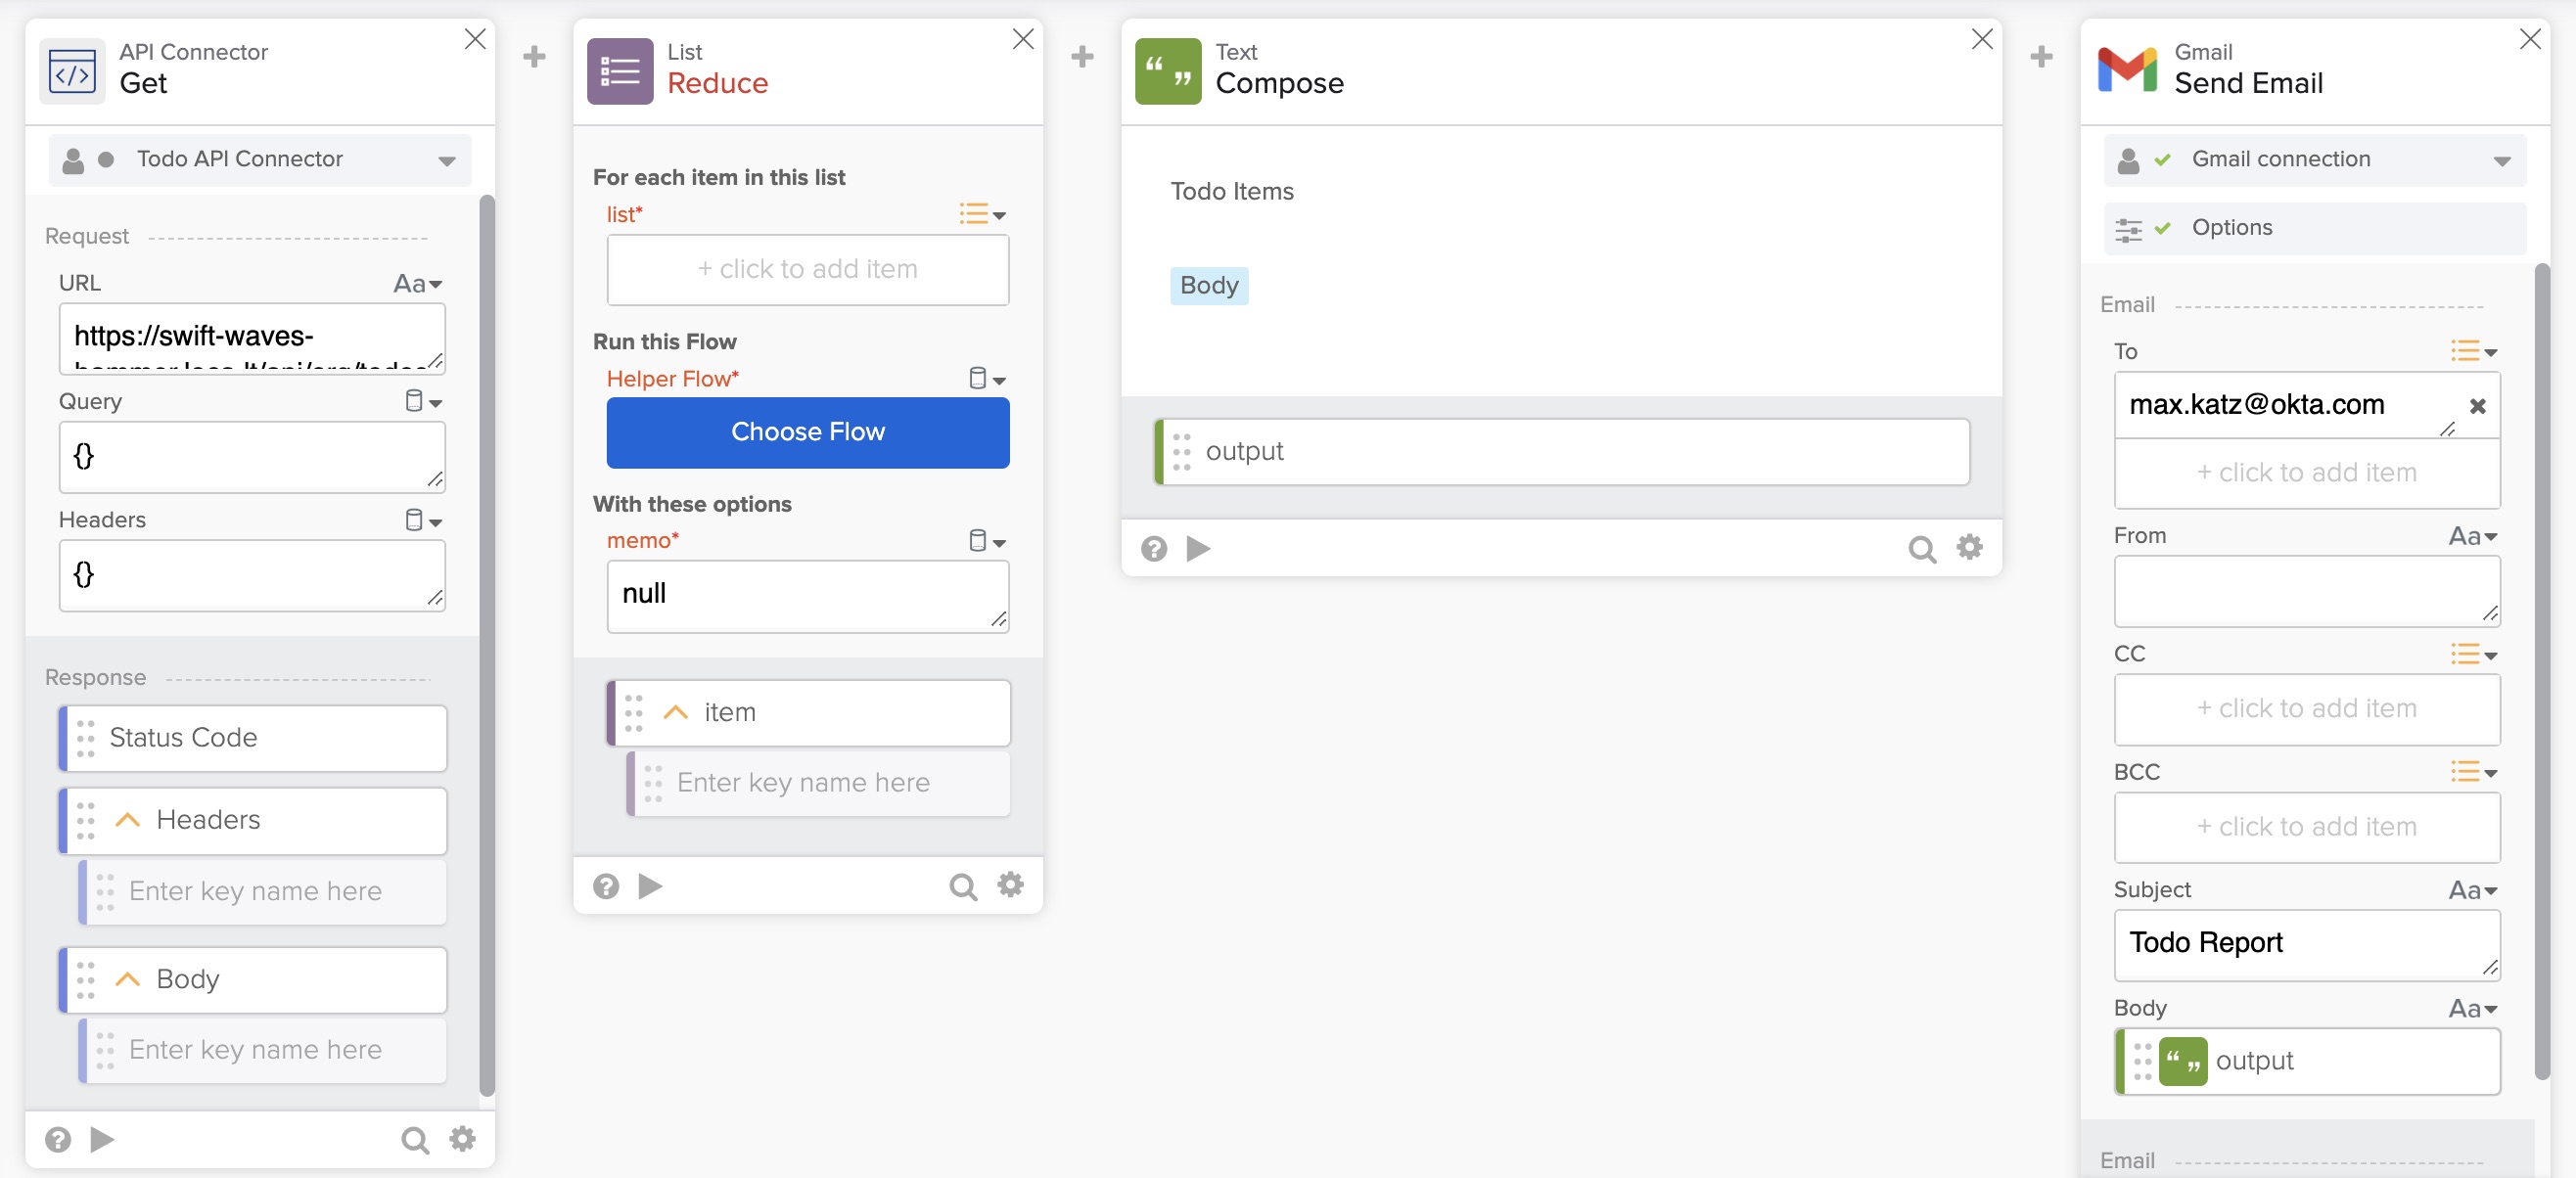 API Connector
Get
Todo API Connector
Request
URL
Aa
https://swift-waves-
Query
{}
Headers
{}
Response
Status Code
Headers
Enter key name here
Body
Enter key name here
List
Reduce
For each item in this list
list*
+ click to add item
Run this Flow
Helper Flow*
Choose Flow
With these options
memo*
null
item
Enter key name here
Text
Compose
Todo Items
Body
output
Gmail
Send Email
Gmail connection
Options
Email
To
max.katz@okta.com
+ click to add item
From
Aa
CC
+ click to add item
BCC
+ click to add item
Subject
Aa
Todo Report
Body
Aa
output
Email